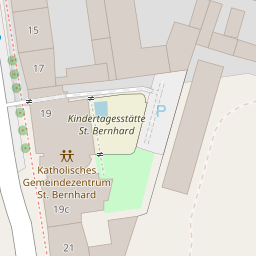 15
17
19
P
Kindertagesstätte
St. Bernhard
Katholisches
Gemeindezentrum
St. Bernhard
19c
21